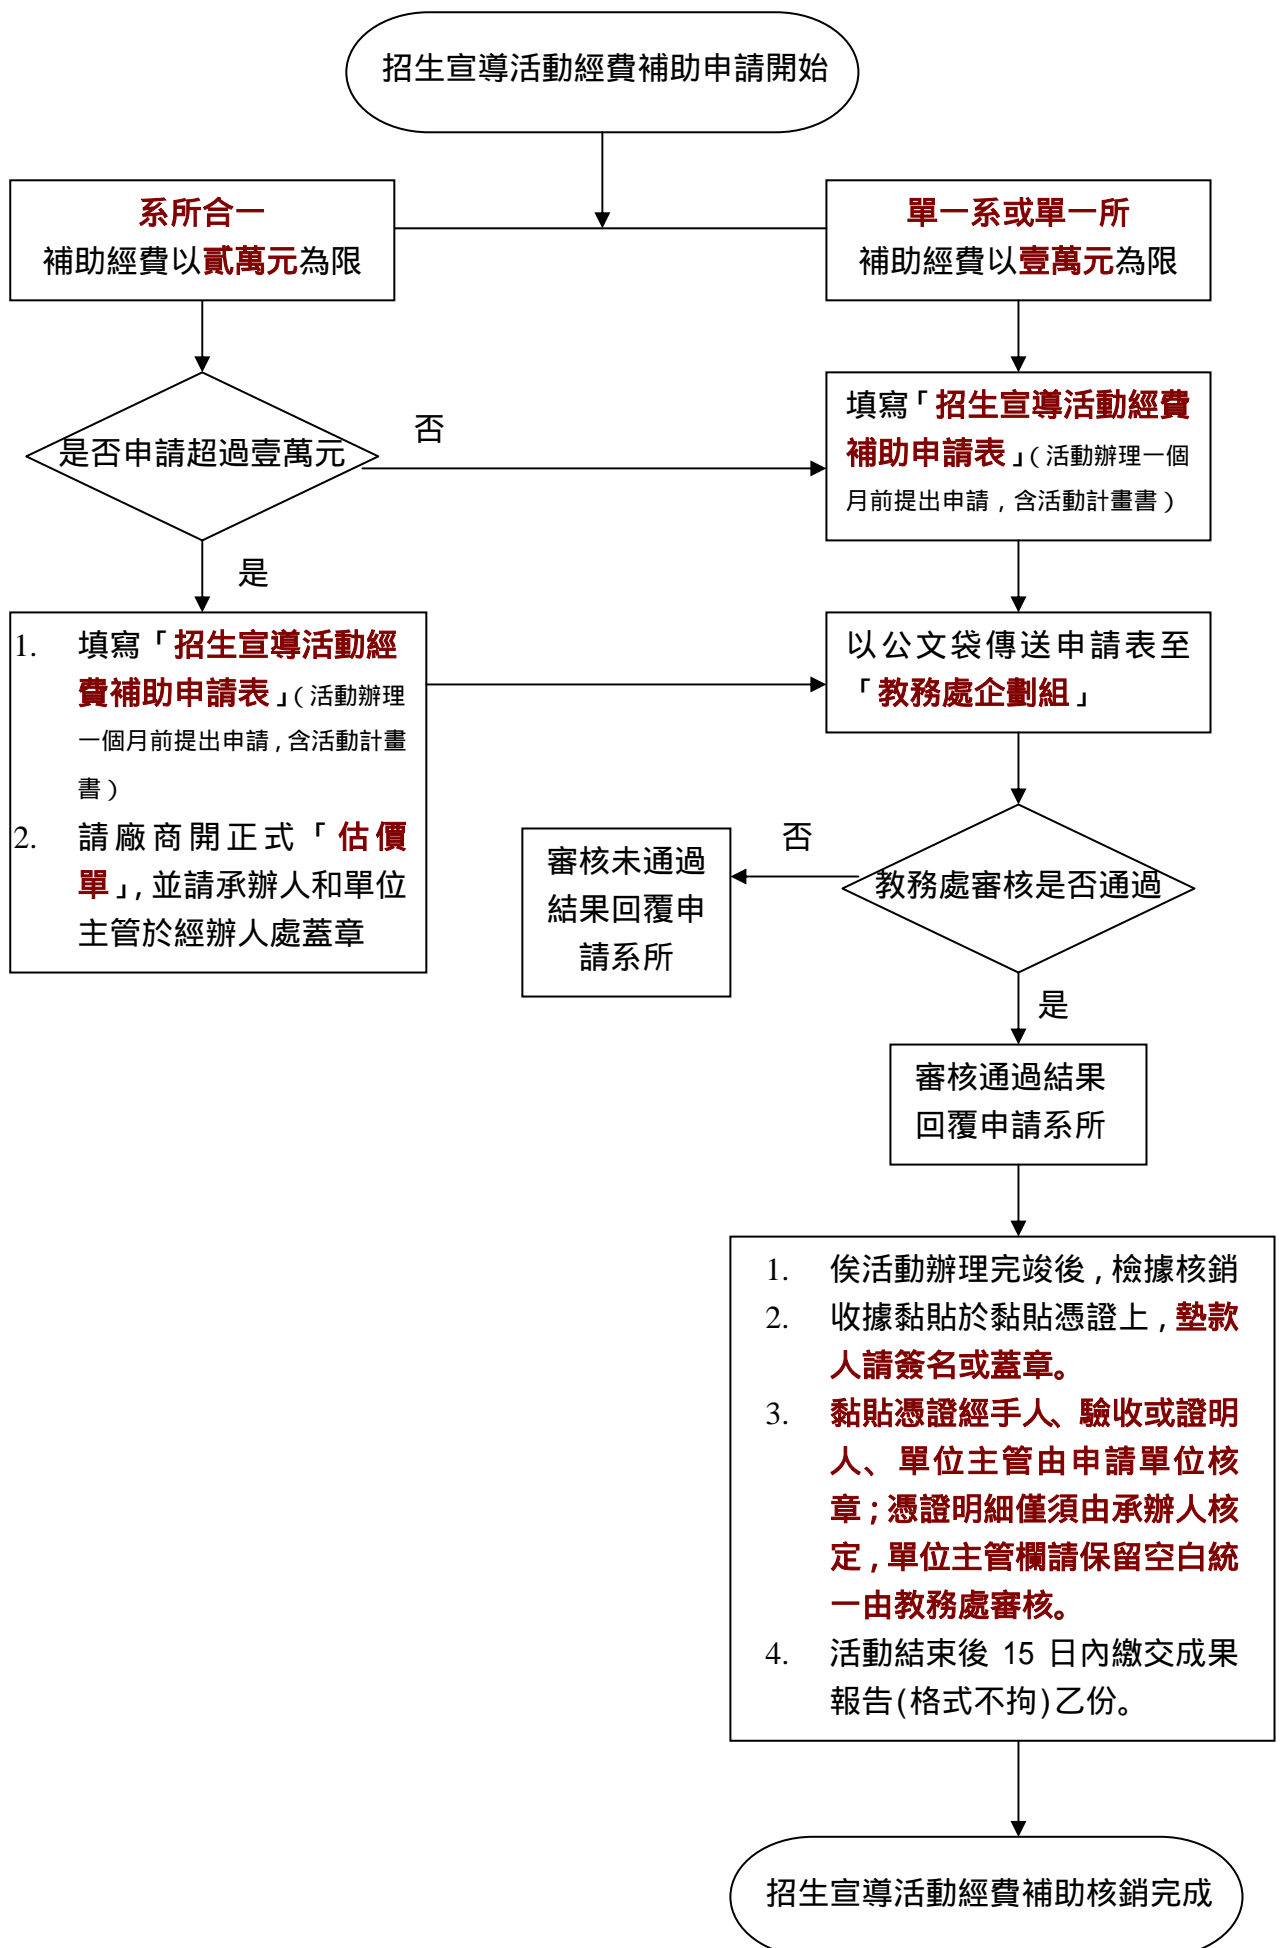 招生宣導活動經費補助申請開始
系所合一
補助經費以貳萬元為限
單一系或單一所
補助經費以壹萬元為限
是否申請超過壹萬元
否
填寫「招生宣導活動經費
補助申請表」（活動辦理一個
月前提出申請，含活動計畫書）
是
1. 填寫「招生宣導活動經
費補助申請表」（活動辦理
一個月前提出申請，含活動計畫
書）
2. 請廠商開正式「估價
單」，並請承辦人和單位
主管於經辦人處蓋章
以公文袋傳送申請表至
「教務處企劃組」
教務處審核是否通過
否
審核未通過
結果回覆申
請系所
是
審核通過結果
回覆申請系所
1. 俟活動辦理完竣後，檢據核銷
2. 收據黏貼於黏貼憑證上，墊款
人請簽名或蓋章。
3. 黏貼憑證經手人、驗收或證明
人、單位主管由申請單位核
章；憑證明細僅須由承辦人核
定，單位主管欄請保留空白統
一由教務處審核。
4. 活動結束後 15 日內繳交成果
報告(格式不拘)乙份。
招生宣導活動經費補助核銷完成